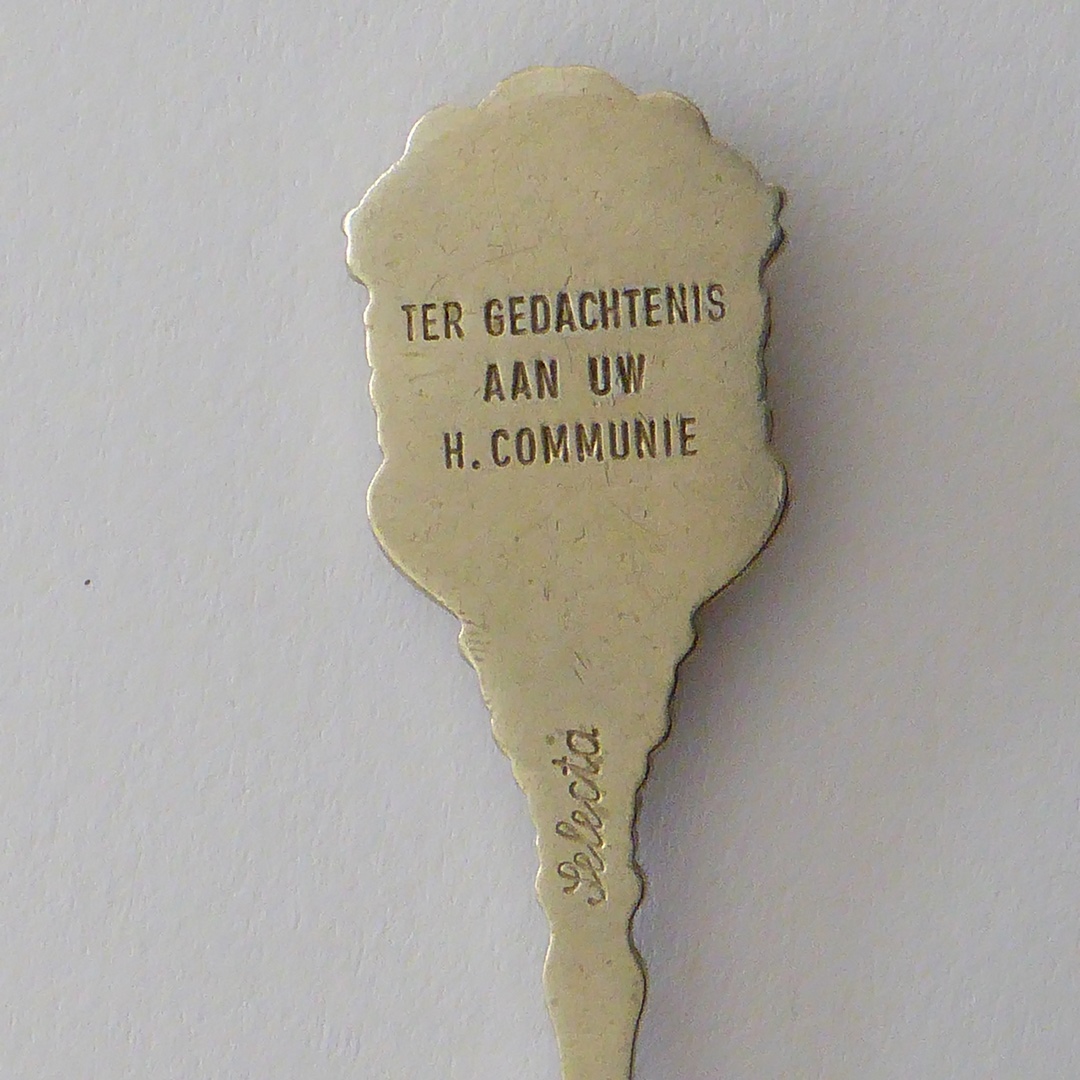 TER GEDACHTENIS
AAN UW
H. COMMUNIE
Selecta